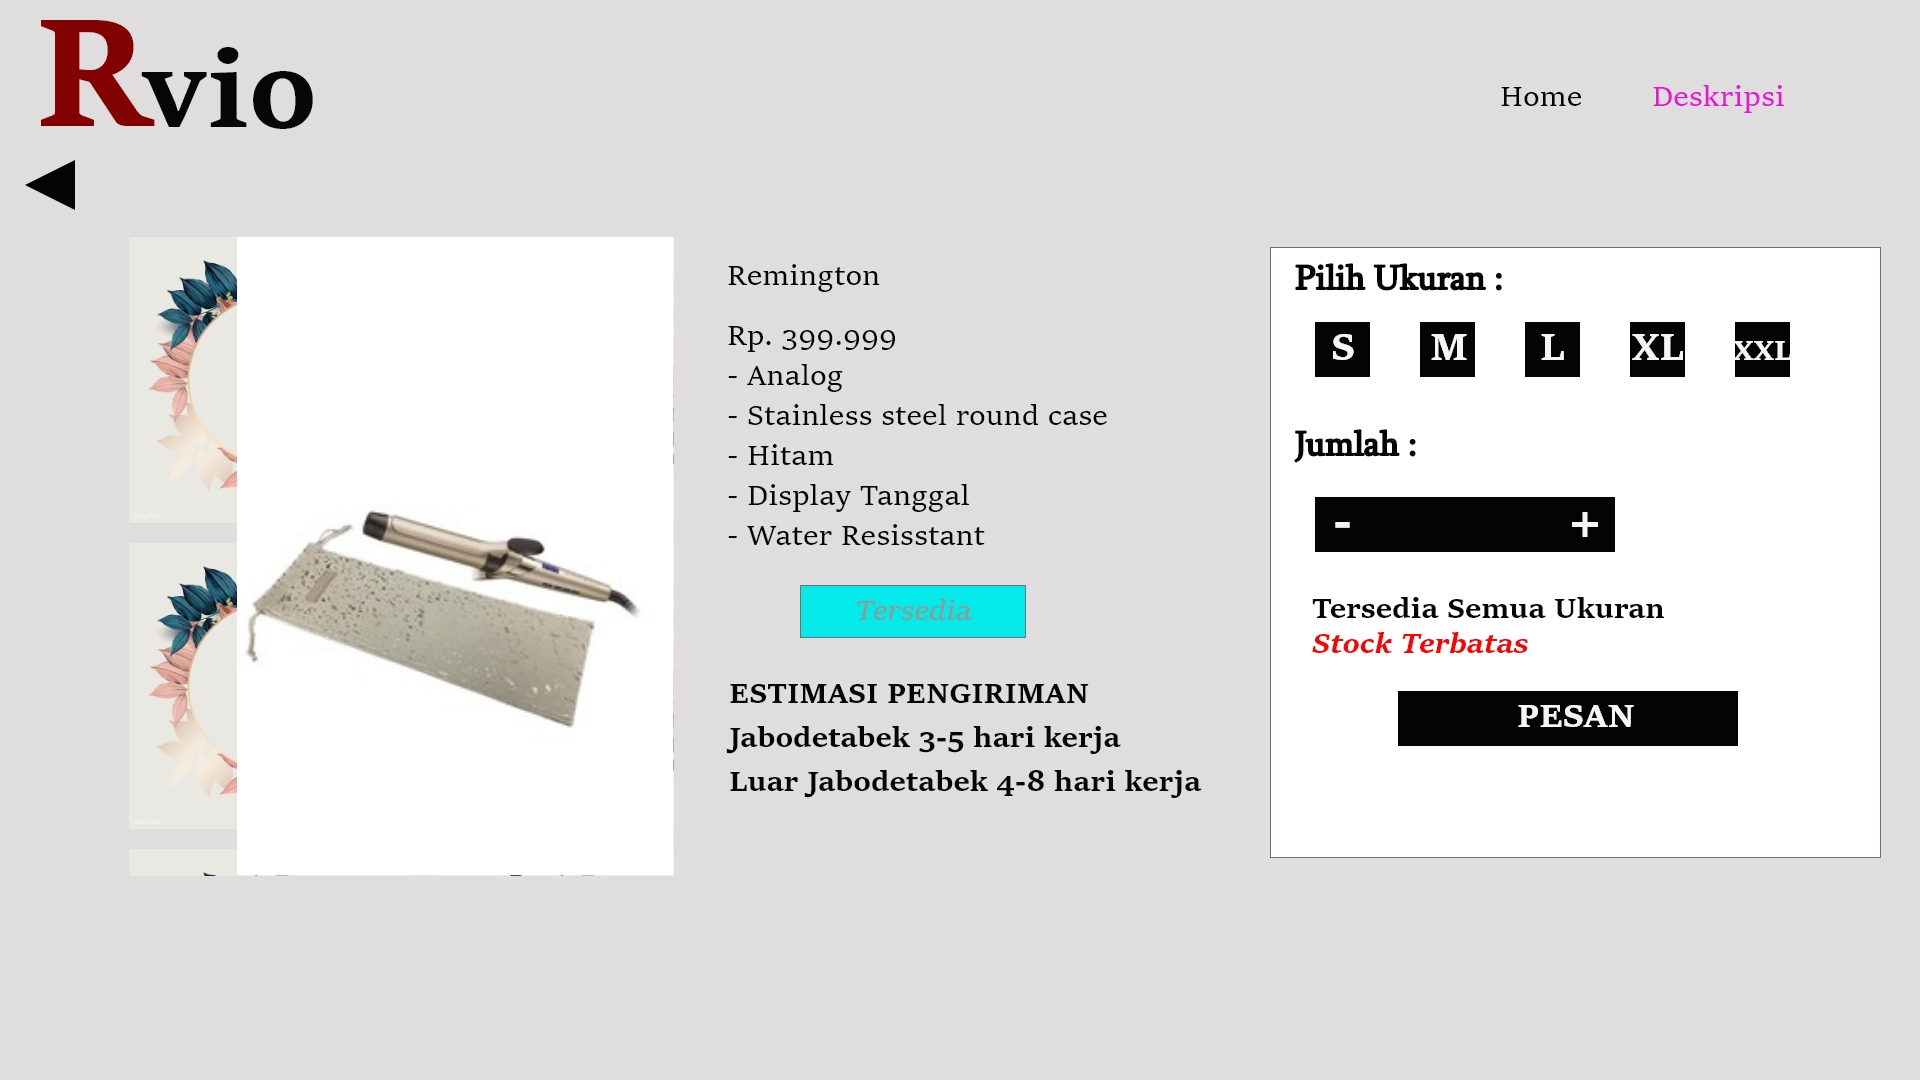 Rvio
Home
Deskripsi
Remington
Rp. 399.999
- Analog
- Stainless steel round case
- Hitam
- Display Tanggal
- Water Resisstant
Tersedia
ESTIMASI PENGIRIMAN
Jabodetabek 3-5 hari kerja
Luar Jabodetabek 4-8 hari kerja
Pilih Ukuran :
S
M
L
XL
XXL
Jumlah :
- +
Tersedia Semua Ukuran
Stock Terbatas
PESAN